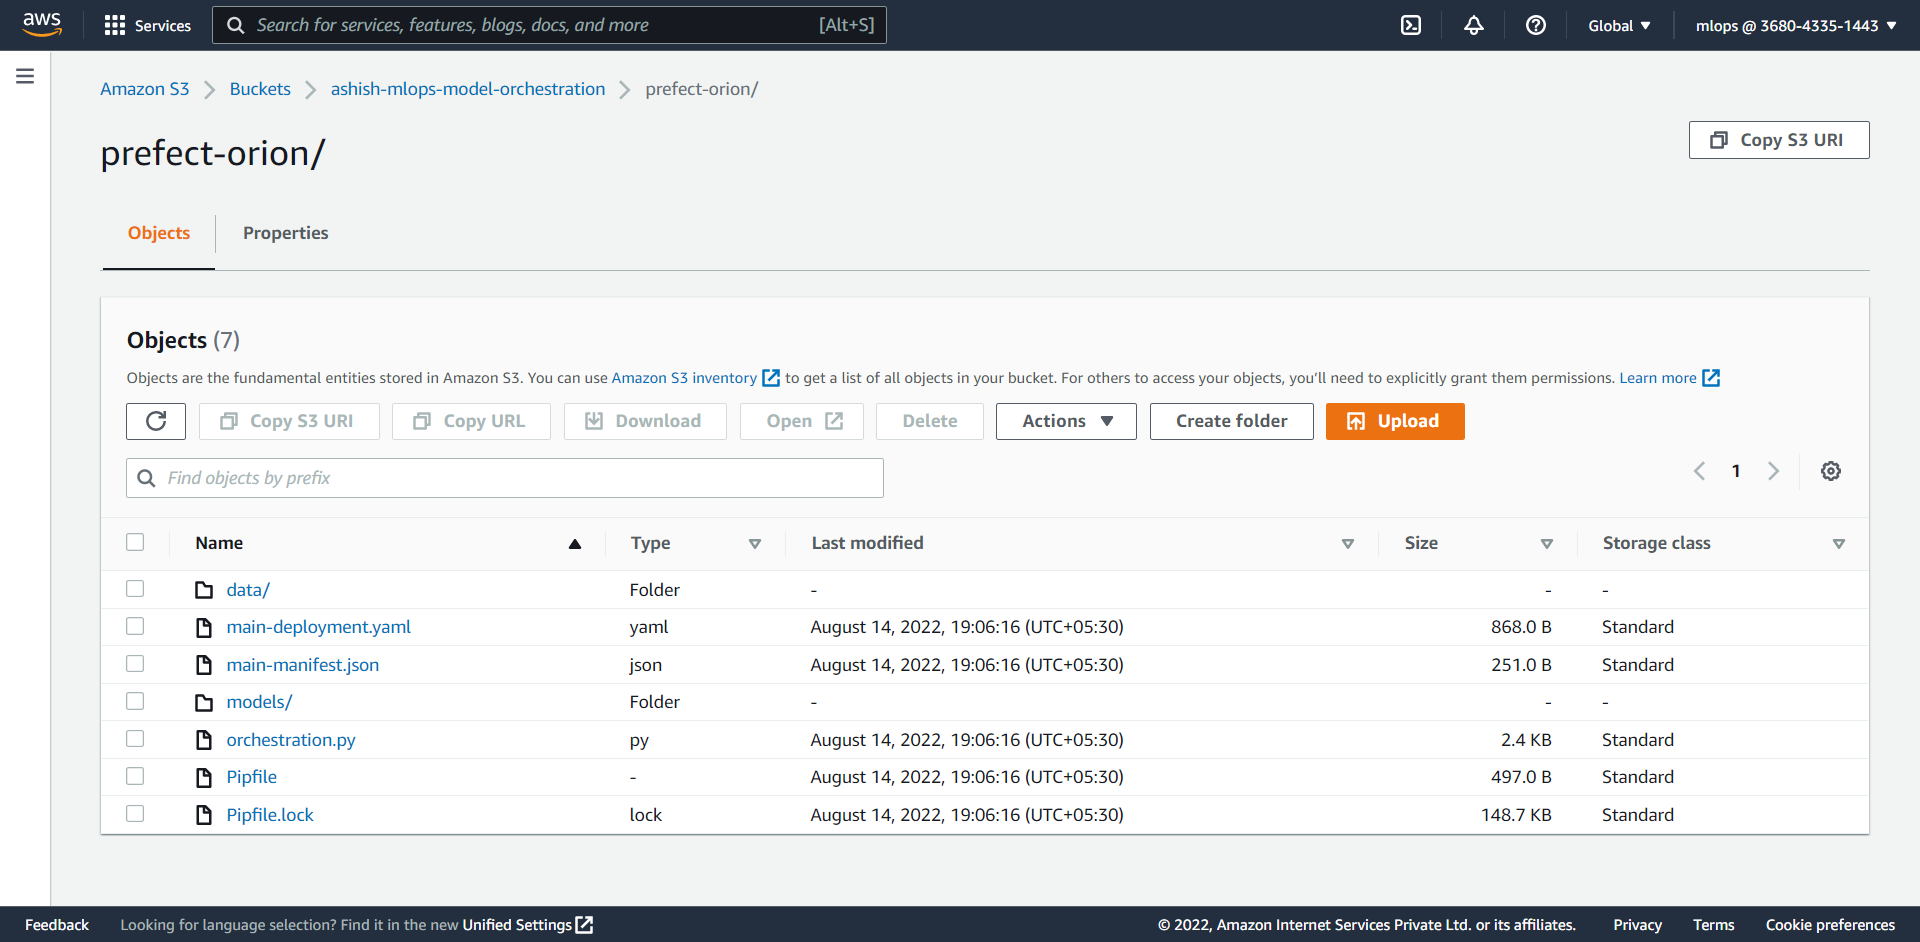 aws Services Search for services, features, blogs, docs, and more [Alt+S] Global mlops @ 3680-4335-1443
Amazon S3 Buckets ashish-mlops-model-orchestration prefect-orion/
prefect-orion/
Copy S3 URI
Objects Properties
Objects (7)
Objects are the fundamental entities stored in Amazon S3. You can use Amazon S3 inventory to get a list of all objects in your bucket. For others to access your objects, you'll need to explicitly grant them permissions. Learn more
Copy S3 URI Copy URL Download Open Delete Actions Create folder Upload
Find objects by prefix
1
Name Type Last modified Size Storage class
data/ Folder - - -
main-deployment.yaml yaml August 14, 2022, 19:06:16 (UTC+05:30) 868.0 B Standard
main-manifest.json json August 14, 2022, 19:06:16 (UTC+05:30) 251.0 B Standard
models/ Folder - - -
orchestration.py py August 14, 2022, 19:06:16 (UTC+05:30) 2.4 KB Standard
Pipfile - August 14, 2022, 19:06:16 (UTC+05:30) 497.0 B Standard
Pipfile.lock lock August 14, 2022, 19:06:16 (UTC+05:30) 148.7 KB Standard
Feedback Looking for language selection? Find it in the new Unified Settings © 2022, Amazon Internet Services Private Ltd. or its affiliates. Privacy Terms Cookie preferences